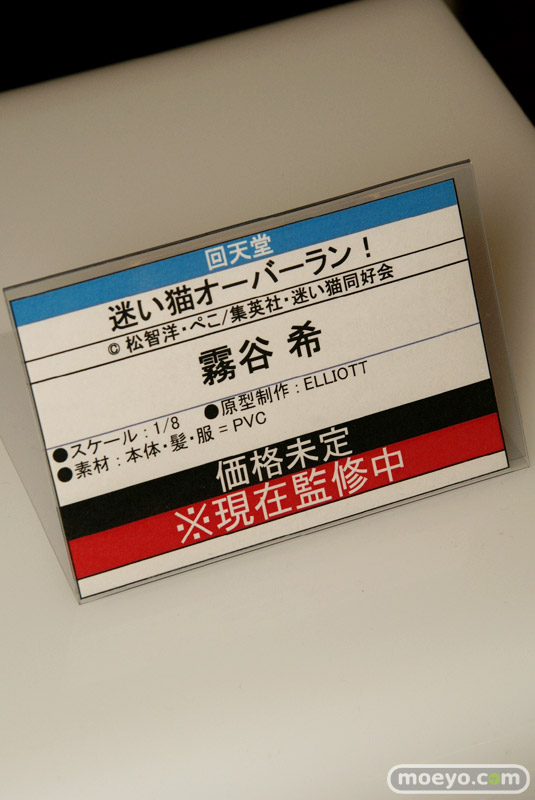 回天堂
迷い猫オーバーラン！
© 松智洋・ぺこ/集英社・迷い猫同好会
霧谷 希
●スケール：1/8 ●原型制作：ELLIOTT
●素材：本体・髪・服＝PVC
価格未定
※現在監修中
moeyo.com